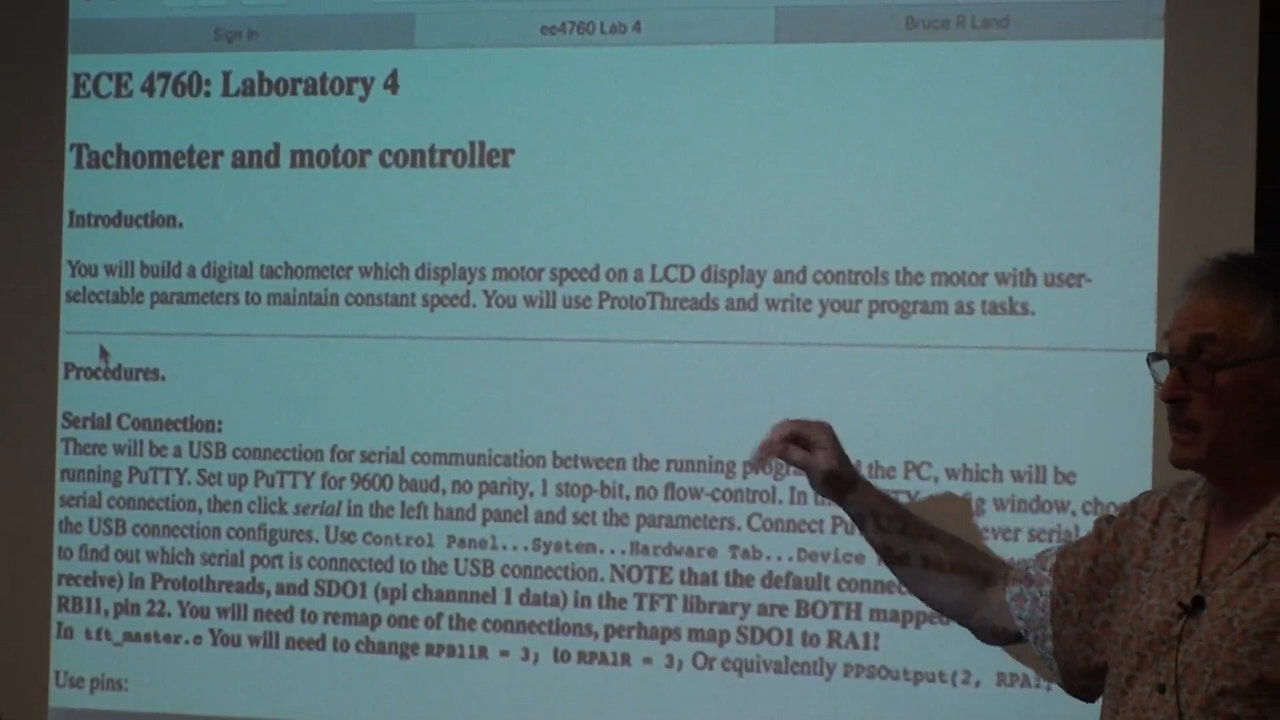 Sign in
ee4760 Lab 4
Bruce R Land
ECE 4760: Laboratory 4
Tachometer and motor controller
Introduction.
You will build a digital tachometer which displays motor speed on a LCD display and controls the motor with user-
selectable parameters to maintain constant speed. You will use ProtoThreads and write your program as tasks.
Procedures.
Serial Connection:
There will be a USB connection for serial communication between the running the PC, which will be
running PuTTY. Set up PuTTY for 9600 baud, no parity, 1 stop-bit, no flow-control. In window,
serial connection, then click serial in the left hand panel and set the parameters. Connect serial
the USB connection configures. Use Control Panel...System...Hardware Tab...Device
to find out which serial port is connected to the USB connection. NOTE that the default
receive) in Protothreads, and SDO1 (spi channnel 1 data) in the TFT library are BOTH
RB11, pin 22. You will need to remap one of the connections, perhaps map SDO1 to RA1!
In tft_master.c You will need to change RPB11R = 3; to RPA1R = 3; Or equivalently PPSOutput(2,
Use pins: